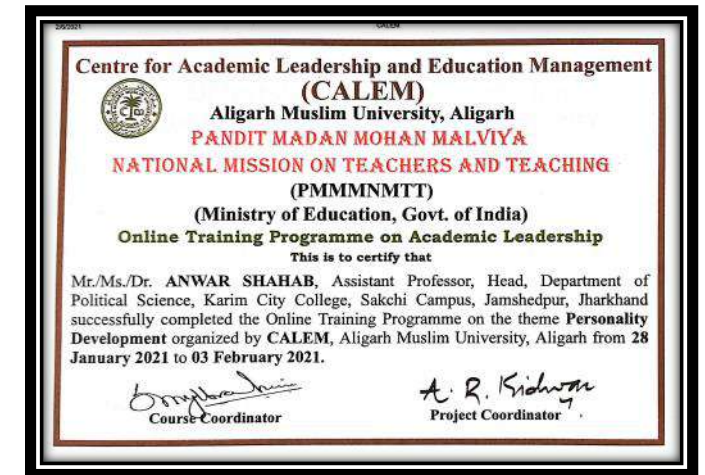 2/5/2021
CALEM
Centre for Academic Leadership and Education Management
(CALEM)
Aligarh Muslim University, Aligarh
PANDIT MADAN MOHAN MALVIYA
NATIONAL MISSION ON TEACHERS AND TEACHING
(PMMMNMTT)
(Ministry of Education, Govt. of India)
Online Training Programme on Academic Leadership
This is to certify that
Mr./Ms./Dr. ANWAR SHAHAB, Assistant Professor, Head, Department of
Political Science, Karim City College, Sakchi Campus, Jamshedpur, Jharkhand
successfully completed the Online Training Programme on the theme Personality
Development organized by CALEM, Aligarh Muslim University, Aligarh from 28
January 2021 to 03 February 2021.
A. R. Kidwai
Course Coordinator
Project Coordinator